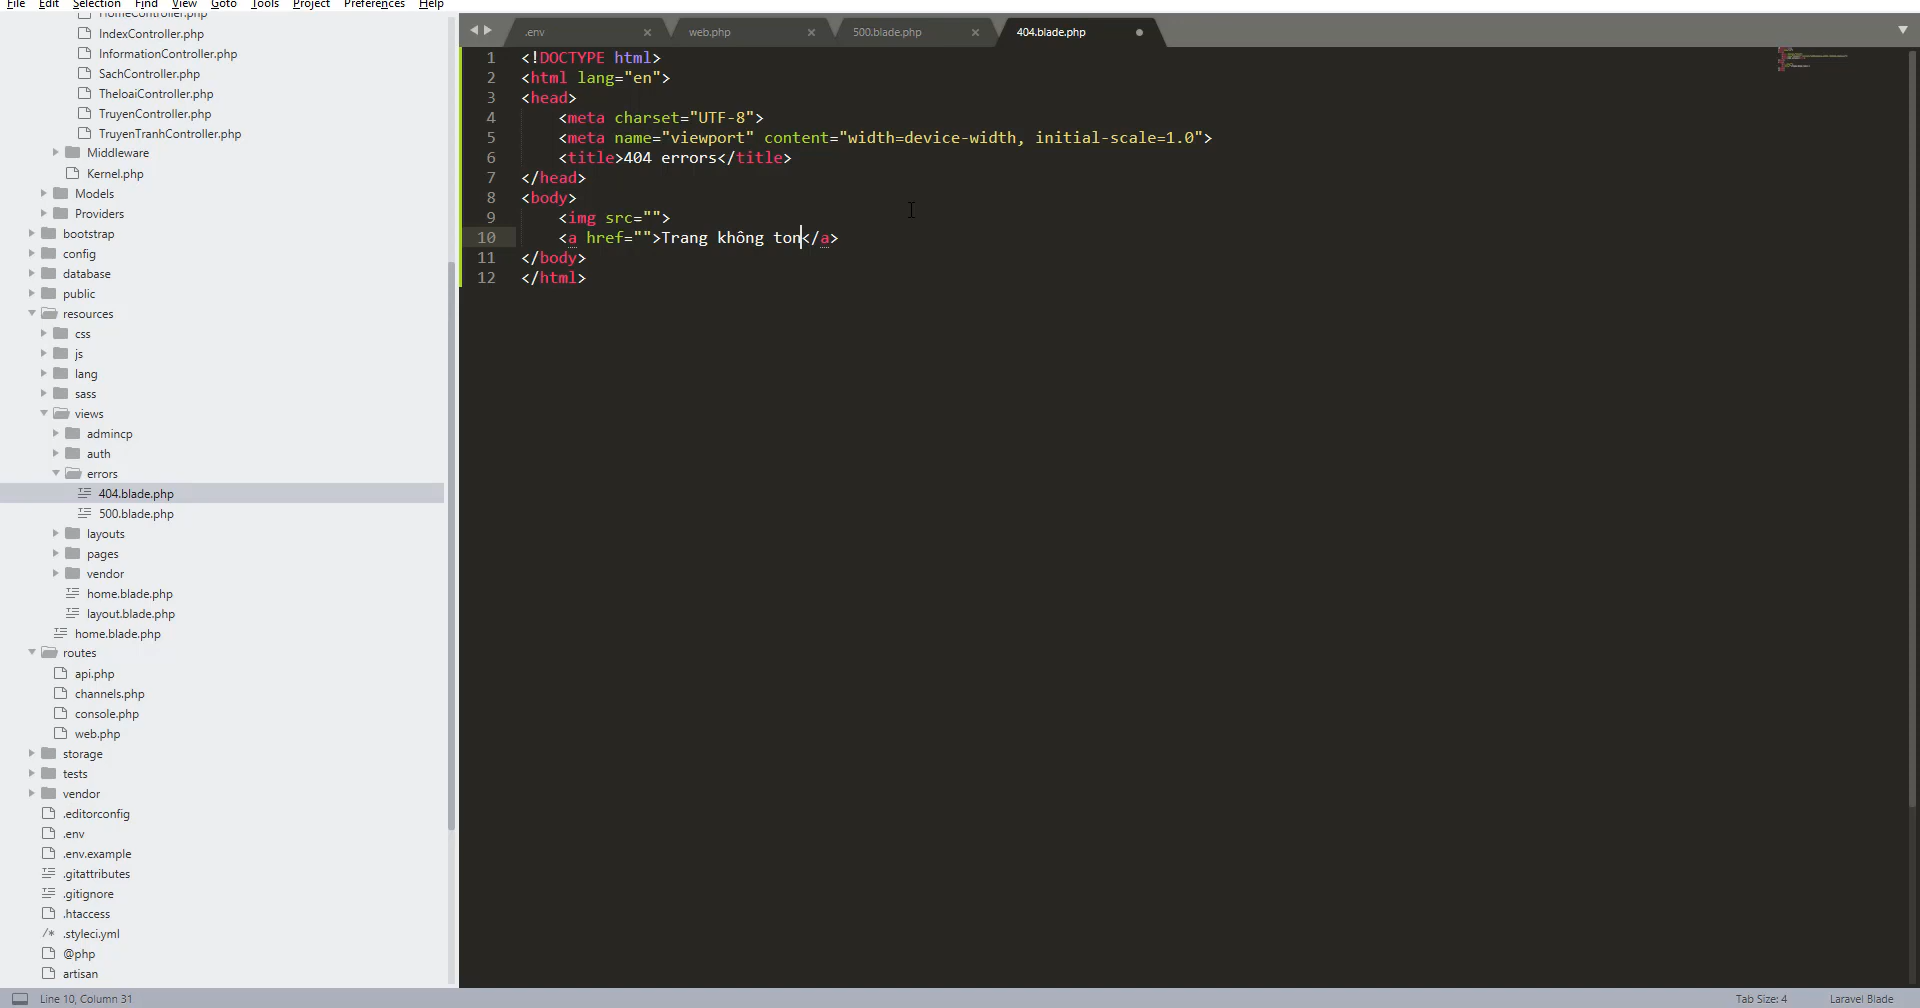 File Edit Selection Find View Goto Tools Project Preferences Help
HomeController.php
IndexController.php
InformationController.php
SachController.php
TheloaiController.php
TruyenController.php
TruyenTranhController.php
Middleware
Kernel.php
Models
Providers
bootstrap
config
database
public
resources
css
js
lang
sass
views
admincp
auth
errors
404.blade.php
500.blade.php
layouts
pages
vendor
home.blade.php
layout.blade.php
home.blade.php
routes
api.php
channels.php
console.php
web.php
storage
tests
vendor
.editorconfig
.env
.env.example
.gitattributes
.gitignore
.htaccess
.styleci.yml
@php
artisan
.env web.php 500.blade.php 404.blade.php
1 <!DOCTYPE html>
2 <html lang="en">
3 <head>
4 <meta charset="UTF-8">
5 <meta name="viewport" content="width=device-width, initial-scale=1.0">
6 <title>404 errors</title>
7 </head>
8 <body>
9 <img src="">
10 <a href="">Trang không ton</a>
11 </body>
12 </html>
Line 10, Column 31
Tab Size: 4 Laravel Blade